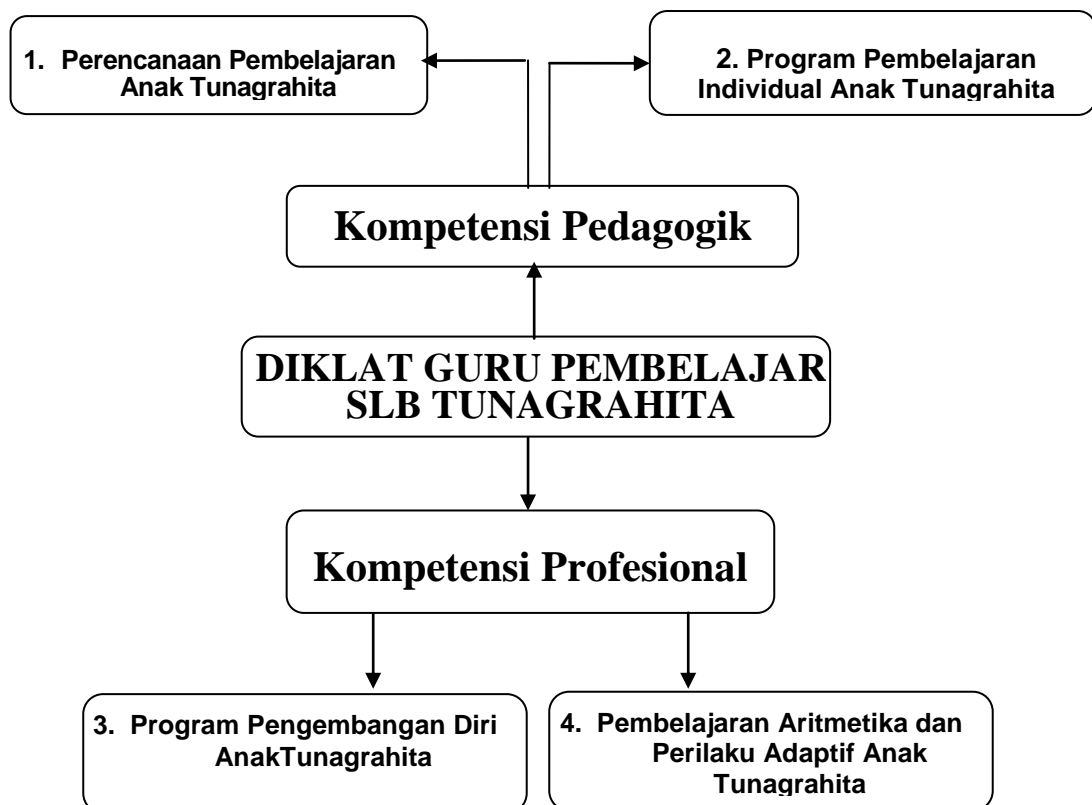 1. Perencanaan Pembelajaran
Anak Tunagrahita
2. Program Pembelajaran
Individual Anak Tunagrahita
Kompetensi Pedagogik
DIKLAT GURU PEMBELAJAR
SLB TUNAGRAHITA
Kompetensi Profesional
3. Program Pengembangan Diri
AnakTunagrahita
4. Pembelajaran Aritmetika dan
Perilaku Adaptif Anak
Tunagrahita